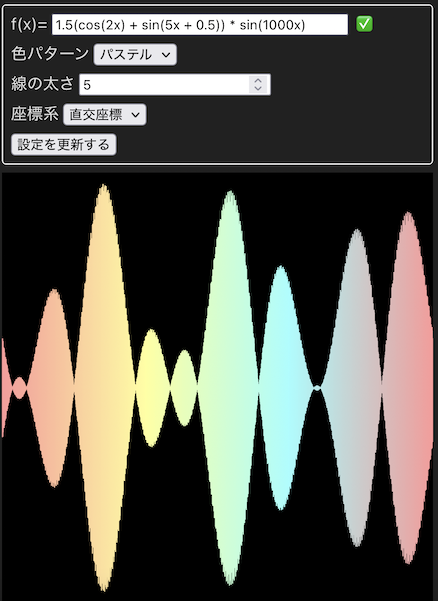 f(x)= 1.5(cos(2x) + sin(5x + 0.5)) * sin(1000x) ✅
色パターン パステル
線の太さ 5
座標系 直交座標
設定を更新する